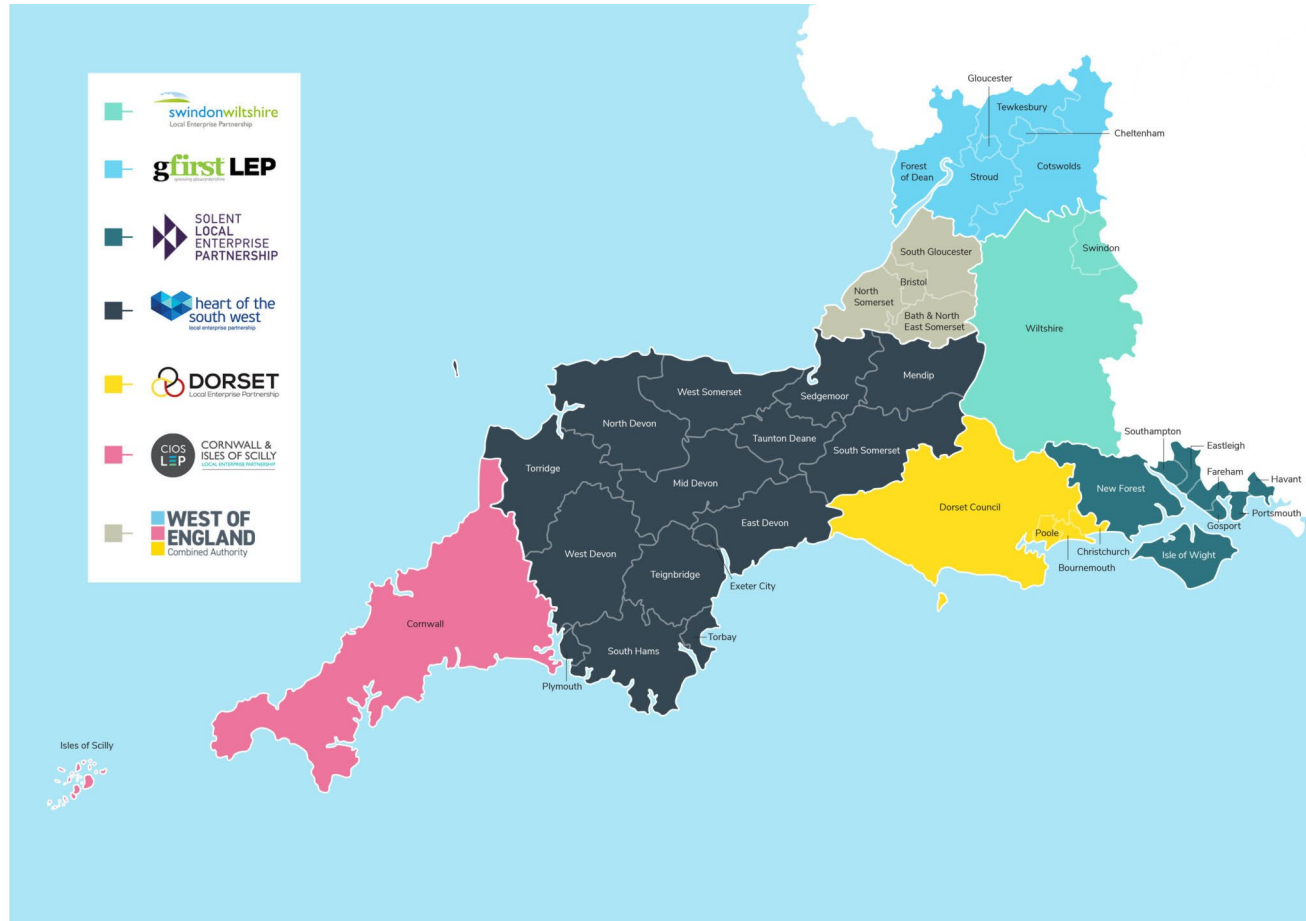 swindonwiltshire
Local Enterprise Partnership
gfirst LEP
growing gloucestershire
SOLENT
LOCAL
ENTERPRISE
PARTNERSHIP
heart of the
south west
local enterprise partnership
DORSET
Local Enterprise Partnership
CIOS
LEP
CORNWALL &
ISLES OF SCILLY
LOCAL ENTERPRISE PARTNERSHIP
WEST OF
ENGLAND
Combined Authority
Gloucester
Tewkesbury
Cheltenham
Forest
of Dean
Stroud
Cotswolds
South Gloucester
Swindon
Bristol
North
Somerset
Bath & North
East Somerset
Wiltshire
Mendip
West Somerset
Sedgemoor
North Devon
Taunton Deane
South Somerset
Southampton
Eastleigh
Fareham
Havant
Torridge
Mid Devon
New Forest
Portsmouth
Gosport
East Devon
Dorset Council
Poole
Christchurch
Bournemouth
Isle of Wight
West Devon
Teignbridge
Exeter City
Cornwall
Torbay
South Hams
Plymouth
Isles of Scilly